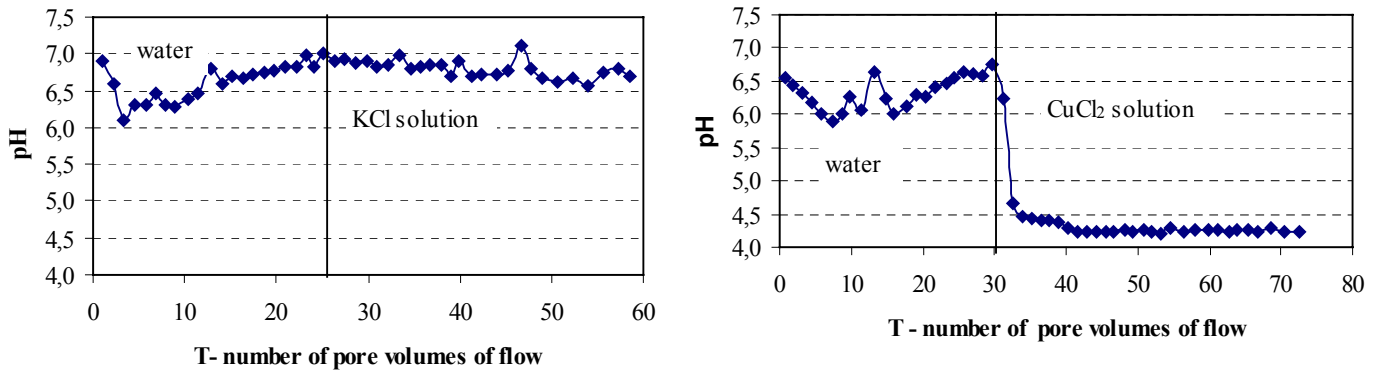 7,5
7,0
6,5
6,0
5,5
5,0
4,5
4,0
pH
water
KCl solution
0 10 20 30 40 50 60
T- number of pore volumes of flow
7,5
7,0
6,5
6,0
5,5
5,0
4,5
4,0
pH
water
CuCl₂ solution
0 10 20 30 40 50 60 70 80
T - number of pore volumes of flow